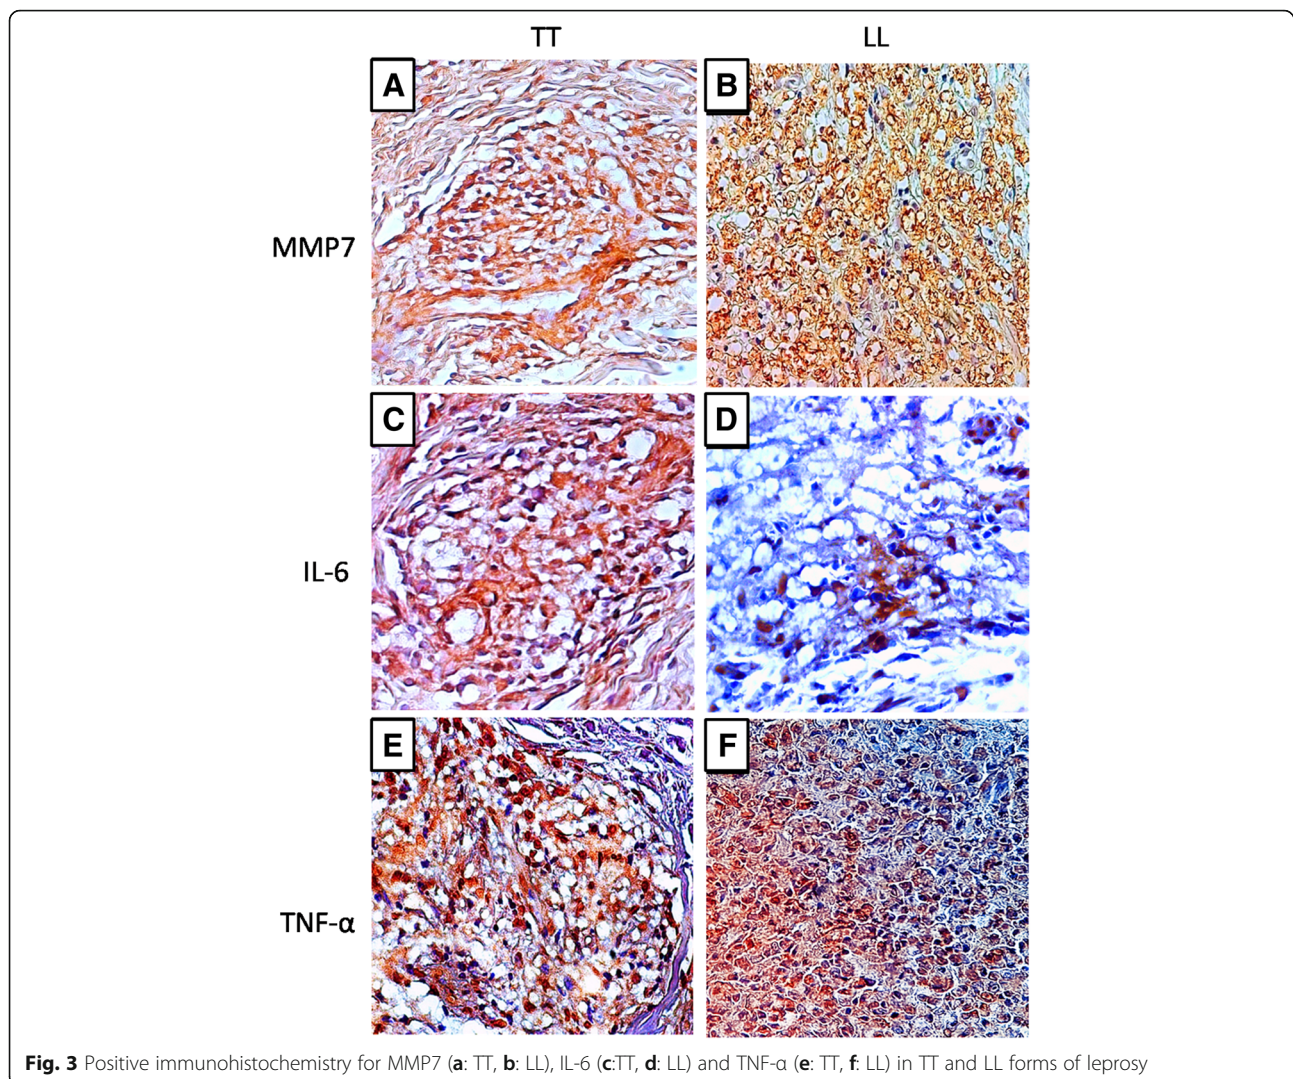 TT LL
A B
MMP7
C D
IL-6
E F
TNF-α
Fig. 3 Positive immunohistochemistry for MMP7 (a: TT, b: LL), IL-6 (c:TT, d: LL) and TNF-α (e: TT, f: LL) in TT and LL forms of leprosy